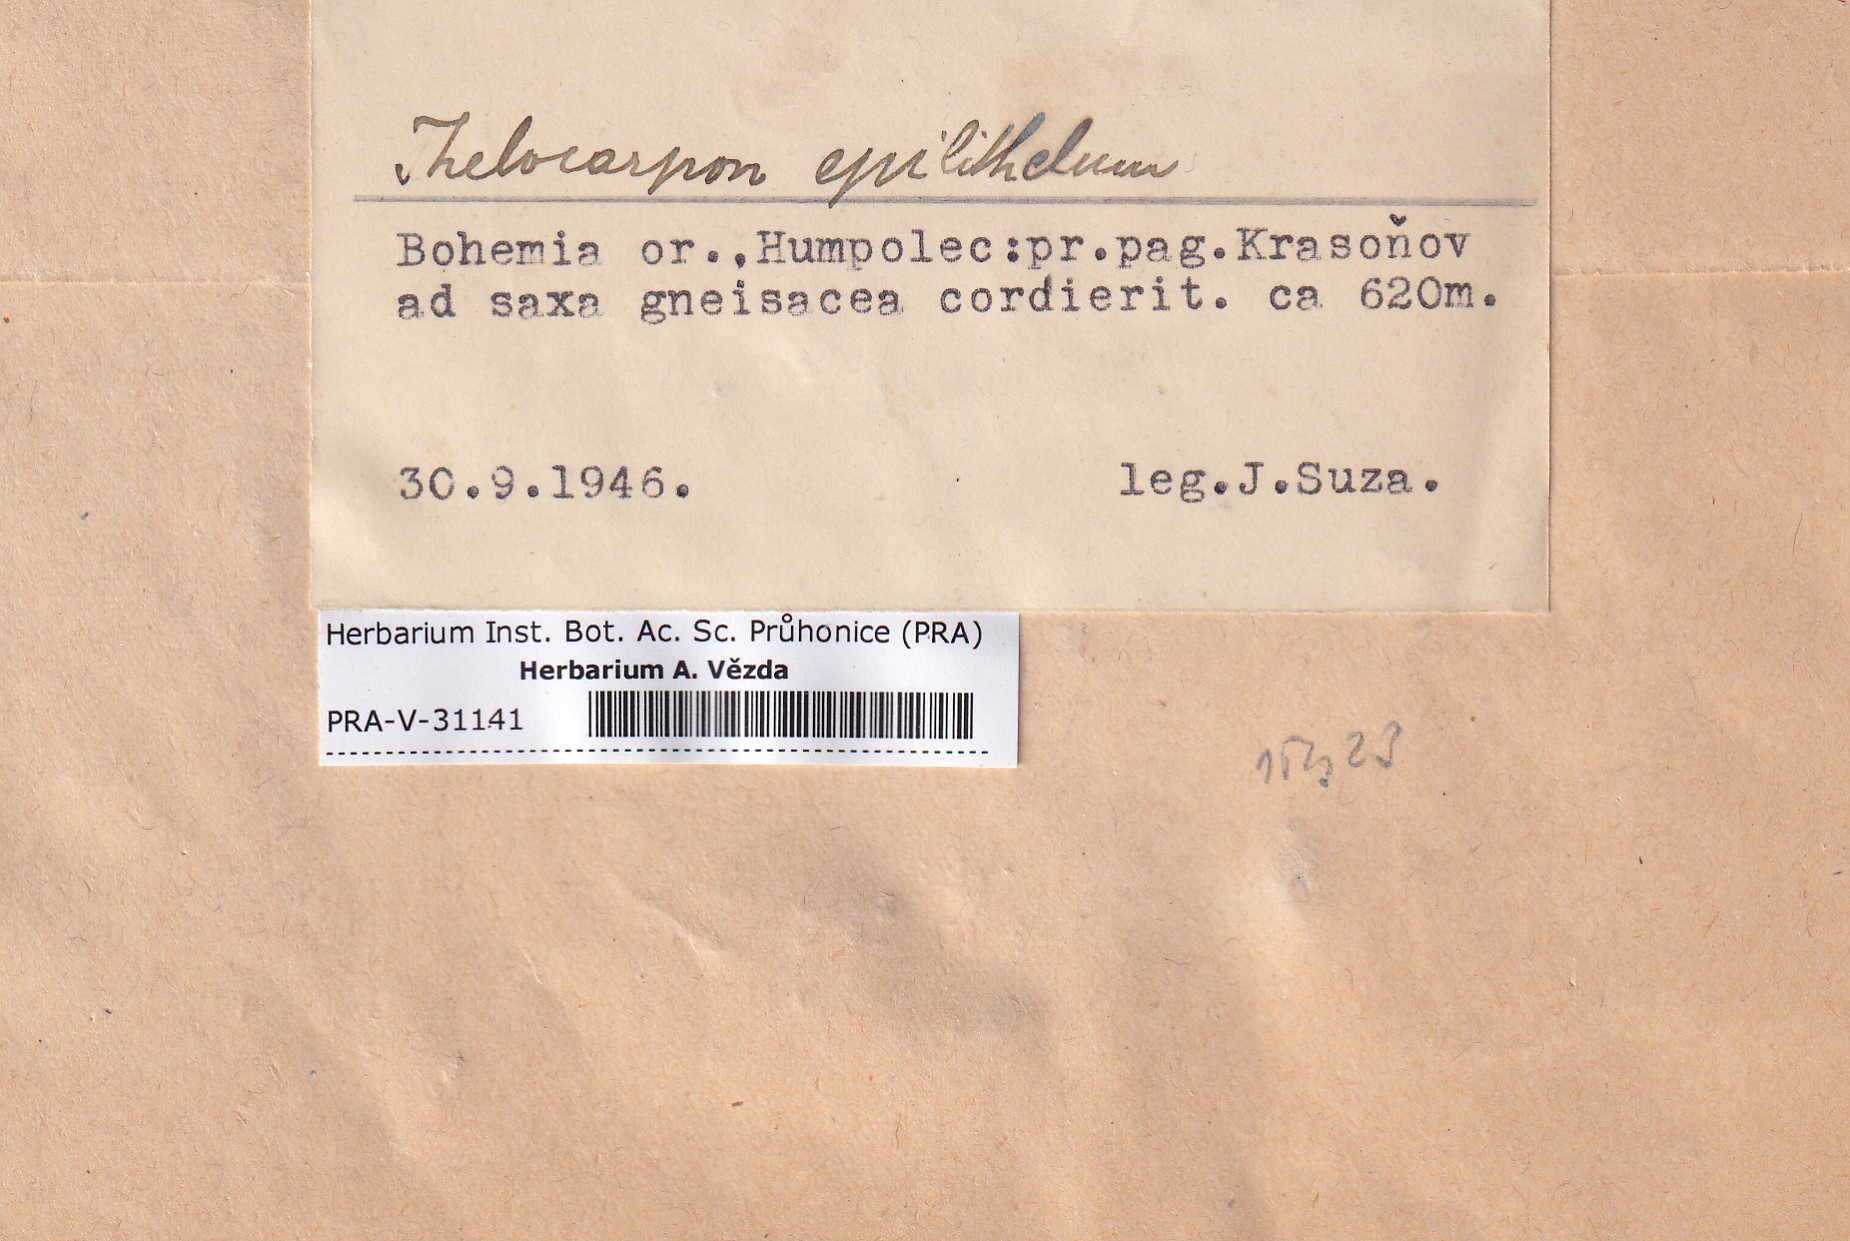 Thelocarpon epilithelum
Bohemia or.,Humpolec:pr.pag.Krasoňov
ad saxa gneisacea cordierit. ca 620m.
30.9.1946. leg.J.Suza.
Herbarium Inst. Bot. Ac. Sc. Průhonice (PRA)
Herbarium A. Vězda
PRA-V-31141